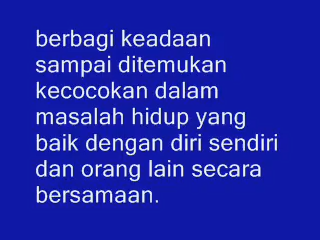 berbagi keadaan
sampai ditemukan
kecocokan dalam
masalah hidup yang
baik dengan diri sendiri
dan orang lain secara
bersamaan.